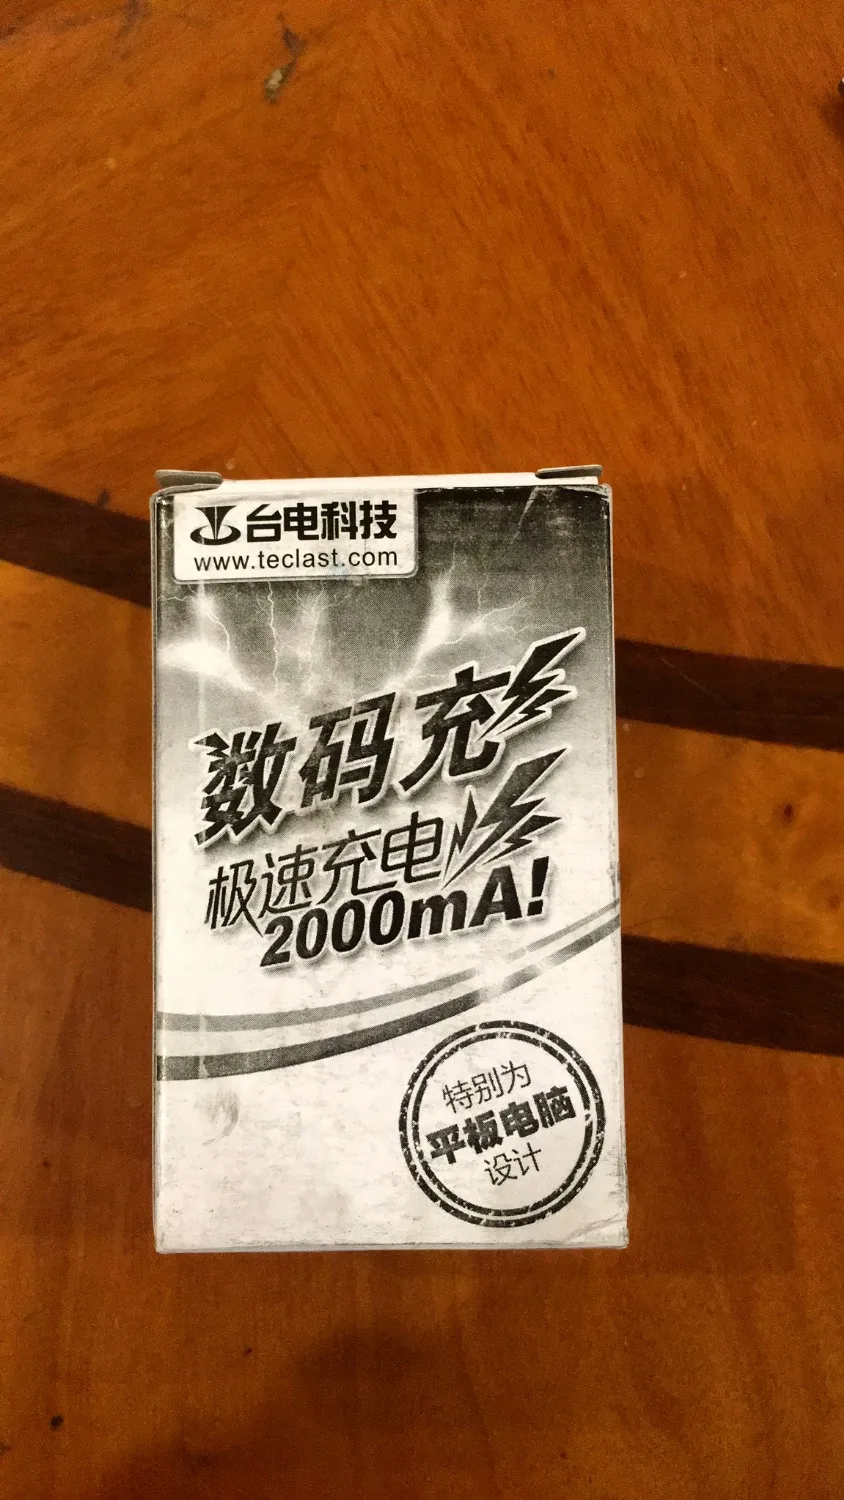 台电科技
www.teclast.com
数码充
极速充电
2000mA!
特别为
平板电脑
设计